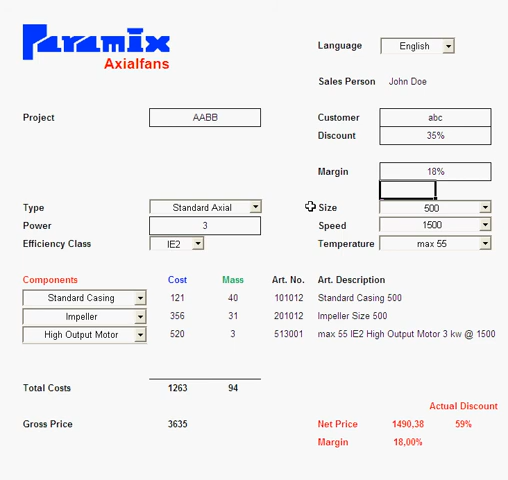 Paramix
Axialfans
Language English
Sales Person John Doe
Project AABB Customer abc
Discount 35%
Margin 18%
Type Standard Axial Size 500
Power 3 Speed 1500
Efficiency Class IE2 Temperature max 55
Components Cost Mass Art. No. Art. Description
Standard Casing 121 40 101012 Standard Casing 500
Impeller 356 31 201012 Impeller Size 500
High Output Motor 520 3 513001 max 55 IE2 High Output Motor 3 kw @ 1500
Total Costs 1263 94
Actual Discount
Gross Price 3635 Net Price 1490,38 59%
Margin 18,00%